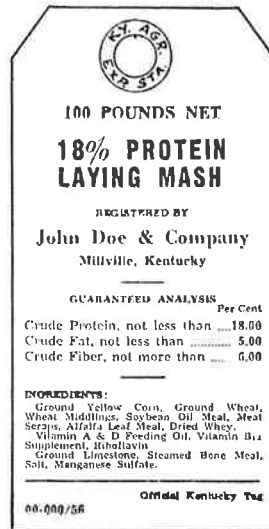 KY. AGR.
EXP. STA.
100 POUNDS NET
18% PROTEIN
LAYING MASH
REGISTERED BY
John Doe & Company
Millville, Kentucky
GUARANTEED ANALYSIS
Per Cent
Crude Protein, not less than ....18.00
Crude Fat, not less than ............ 5.00
Crude Fiber, not more than .... 6.00
INGREDIENTS:
Ground Yellow Corn, Ground Wheat,
Wheat Middlings, Soybean Oil Meal, Meat
Scraps, Alfalfa Leaf Meal, Dried Whey.
Vitamin A & D Feeding Oil, Vitamin B12
Supplement, Riboflavin
Ground Limestone, Steamed Bone Meal,
Salt, Manganese Sulfate.
Official Kentucky Tag
00-000/56